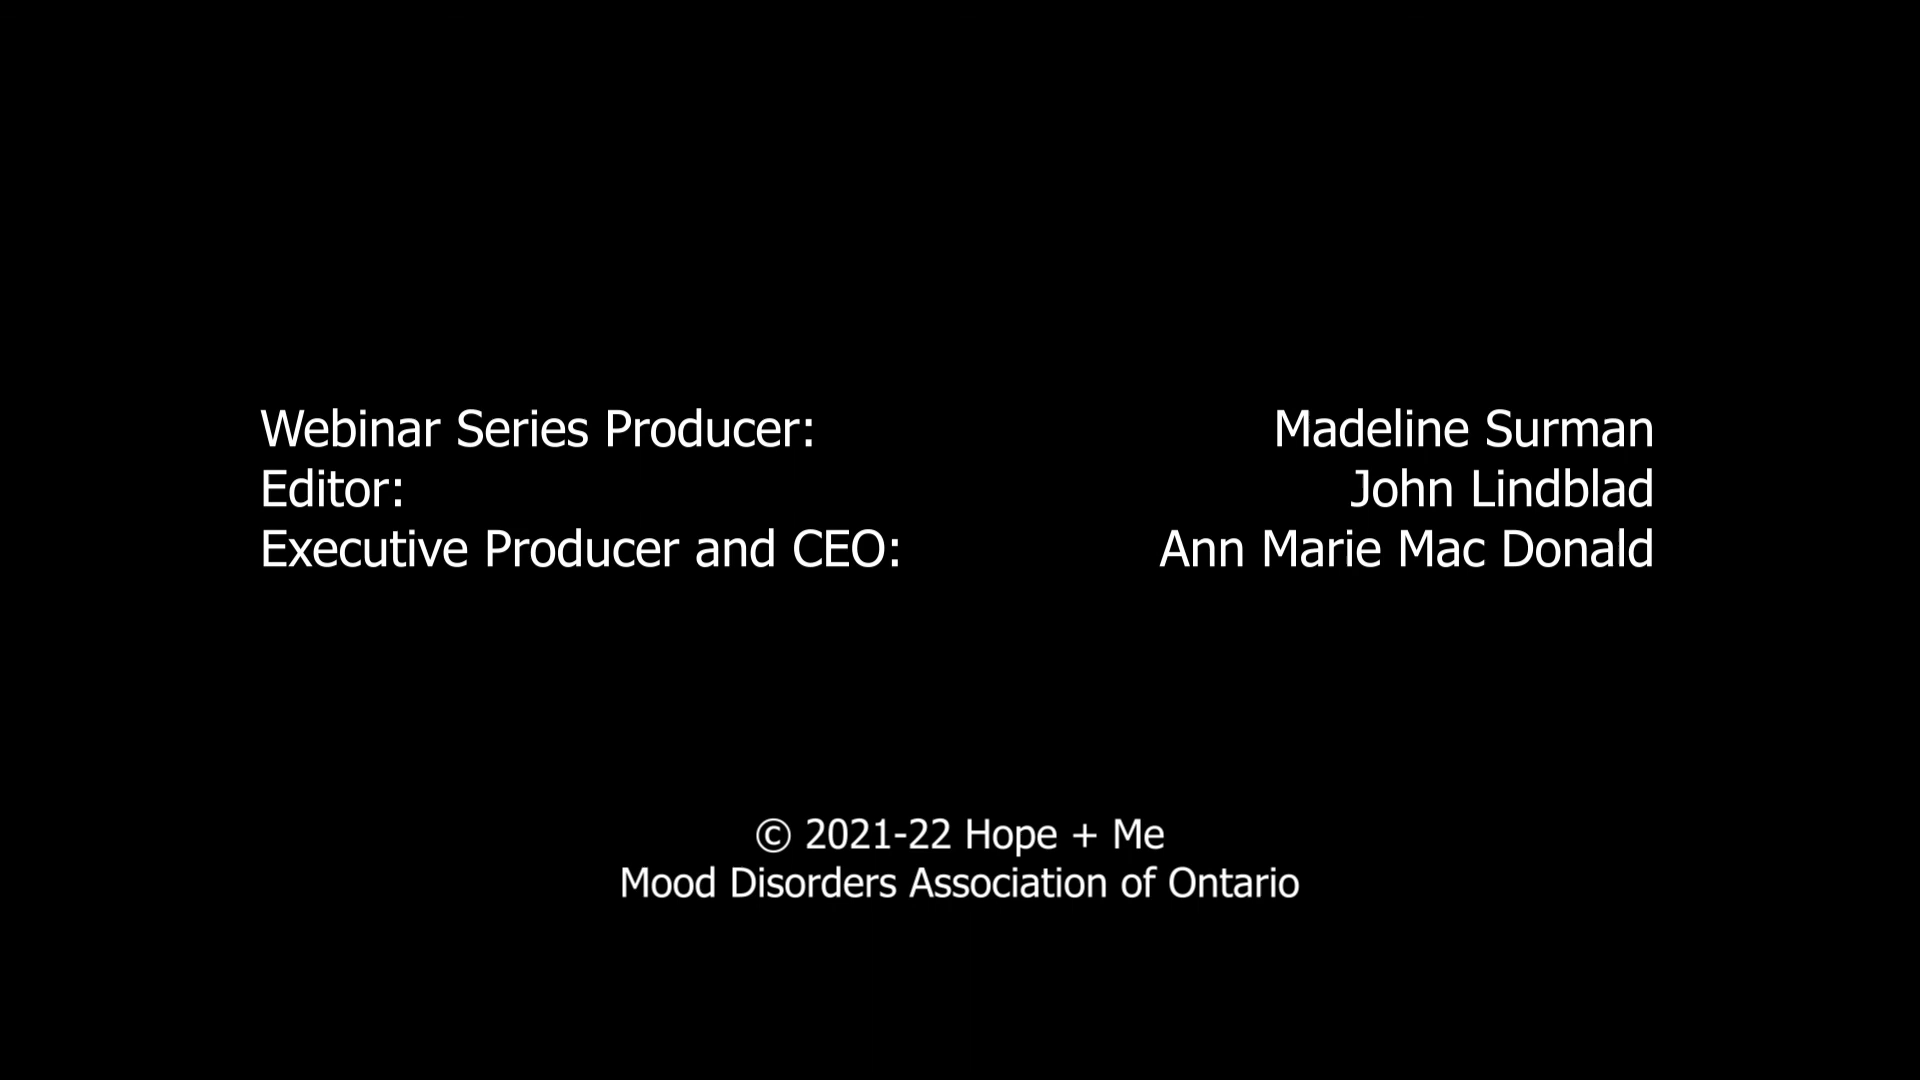 Webinar Series Producer: Madeline Surman
Editor: John Lindblad
Executive Producer and CEO: Ann Marie Mac Donald
© 2021-22 Hope + Me
Mood Disorders Association of Ontario